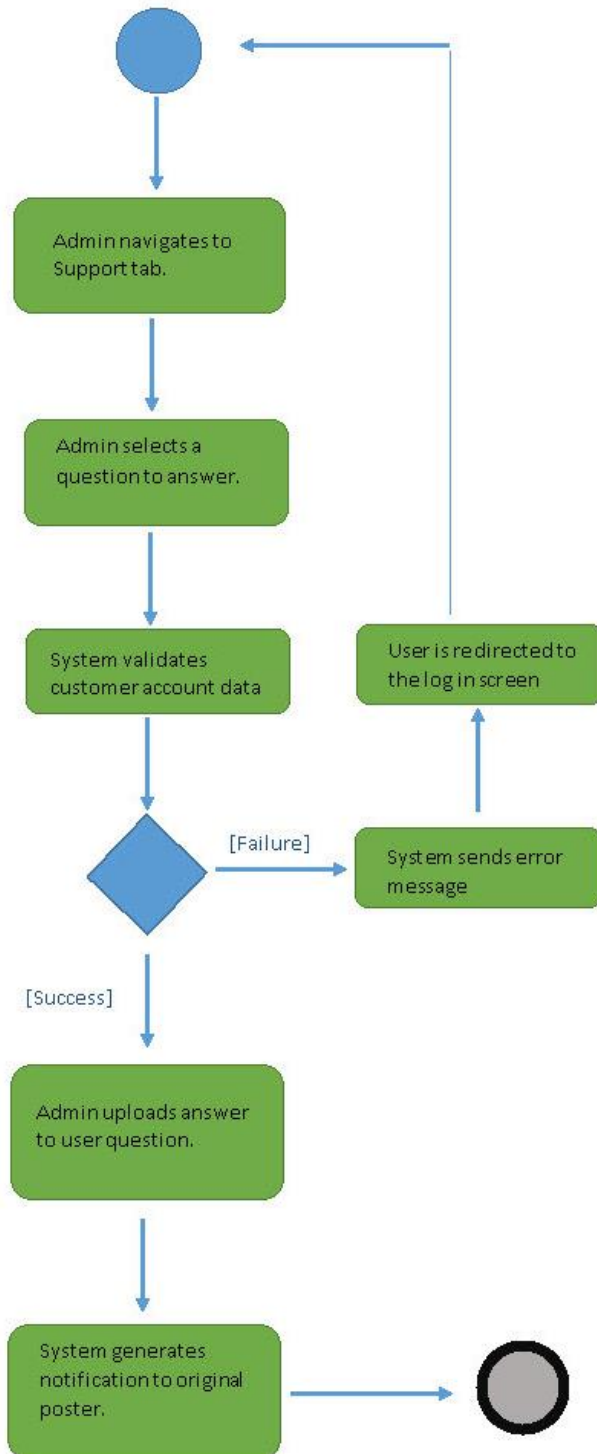 Admin navigates to
Support tab.
Admin selects a
question to answer.
System validates
customer account data
User is redirected to
the log in screen
[Failure]
System sends error
message
[Success]
Admin uploads answer
to user question.
System generates
notification to original
poster.